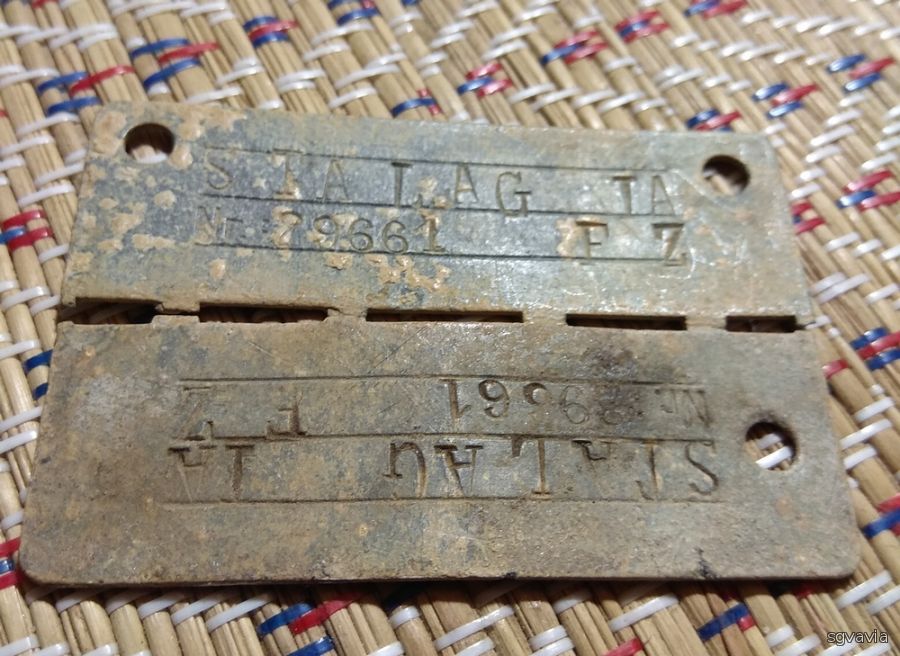 STALAG IA
Nr. 29661 F Z
STALAG IA
Nr. 29661 F Z
sgvavia